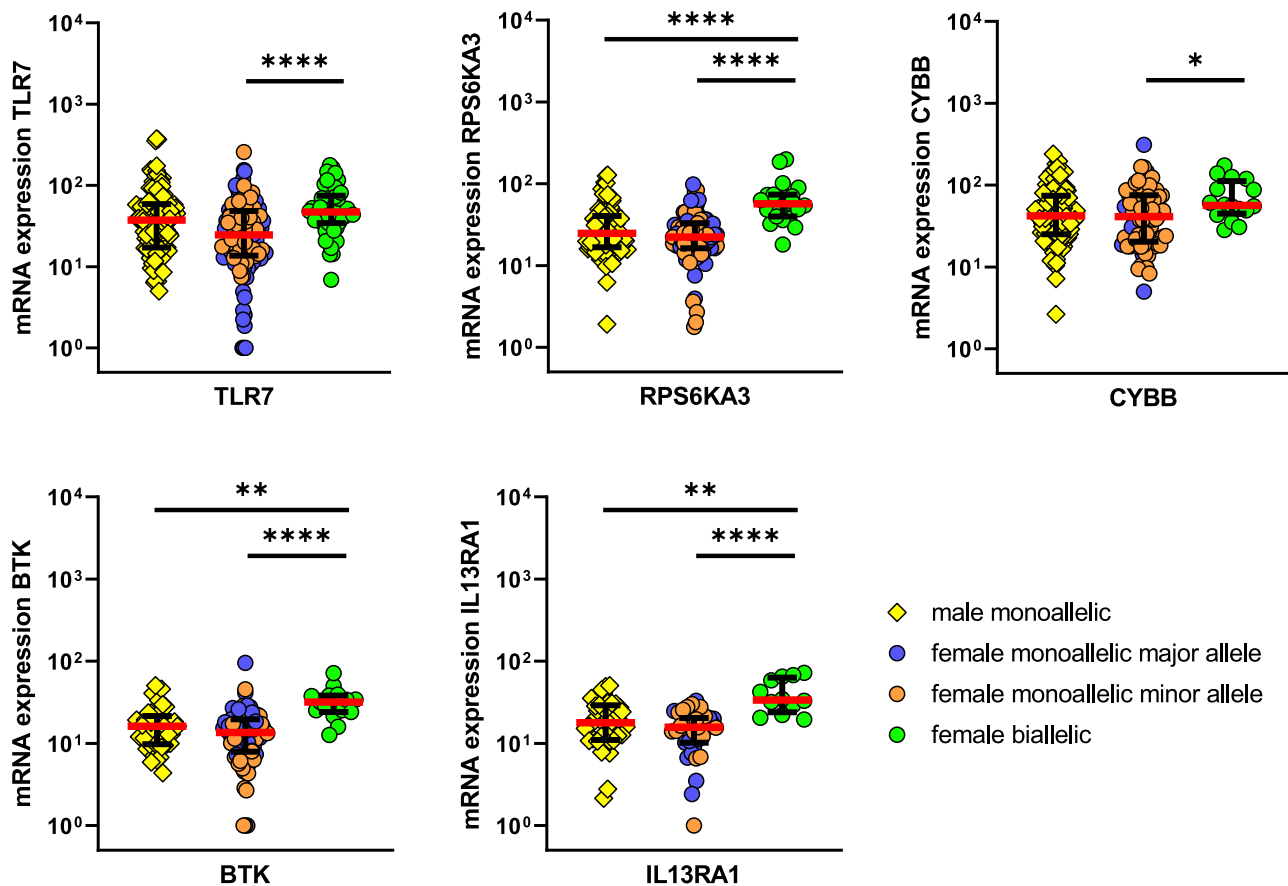 mRNA expression TLR7
10⁴
10³
10²
10¹
10⁰
****
TLR7
mRNA expression RPS6KA3
10⁴
10³
10²
10¹
10⁰
****
****
RPS6KA3
mRNA expression CYBB
10⁴
10³
10²
10¹
10⁰
*
CYBB
mRNA expression BTK
10⁴
10³
10²
10¹
10⁰
**
****
BTK
mRNA expression IL13RA1
10⁴
10³
10²
10¹
10⁰
**
****
IL13RA1
male monoallelic
female monoallelic major allele
female monoallelic minor allele
female biallelic